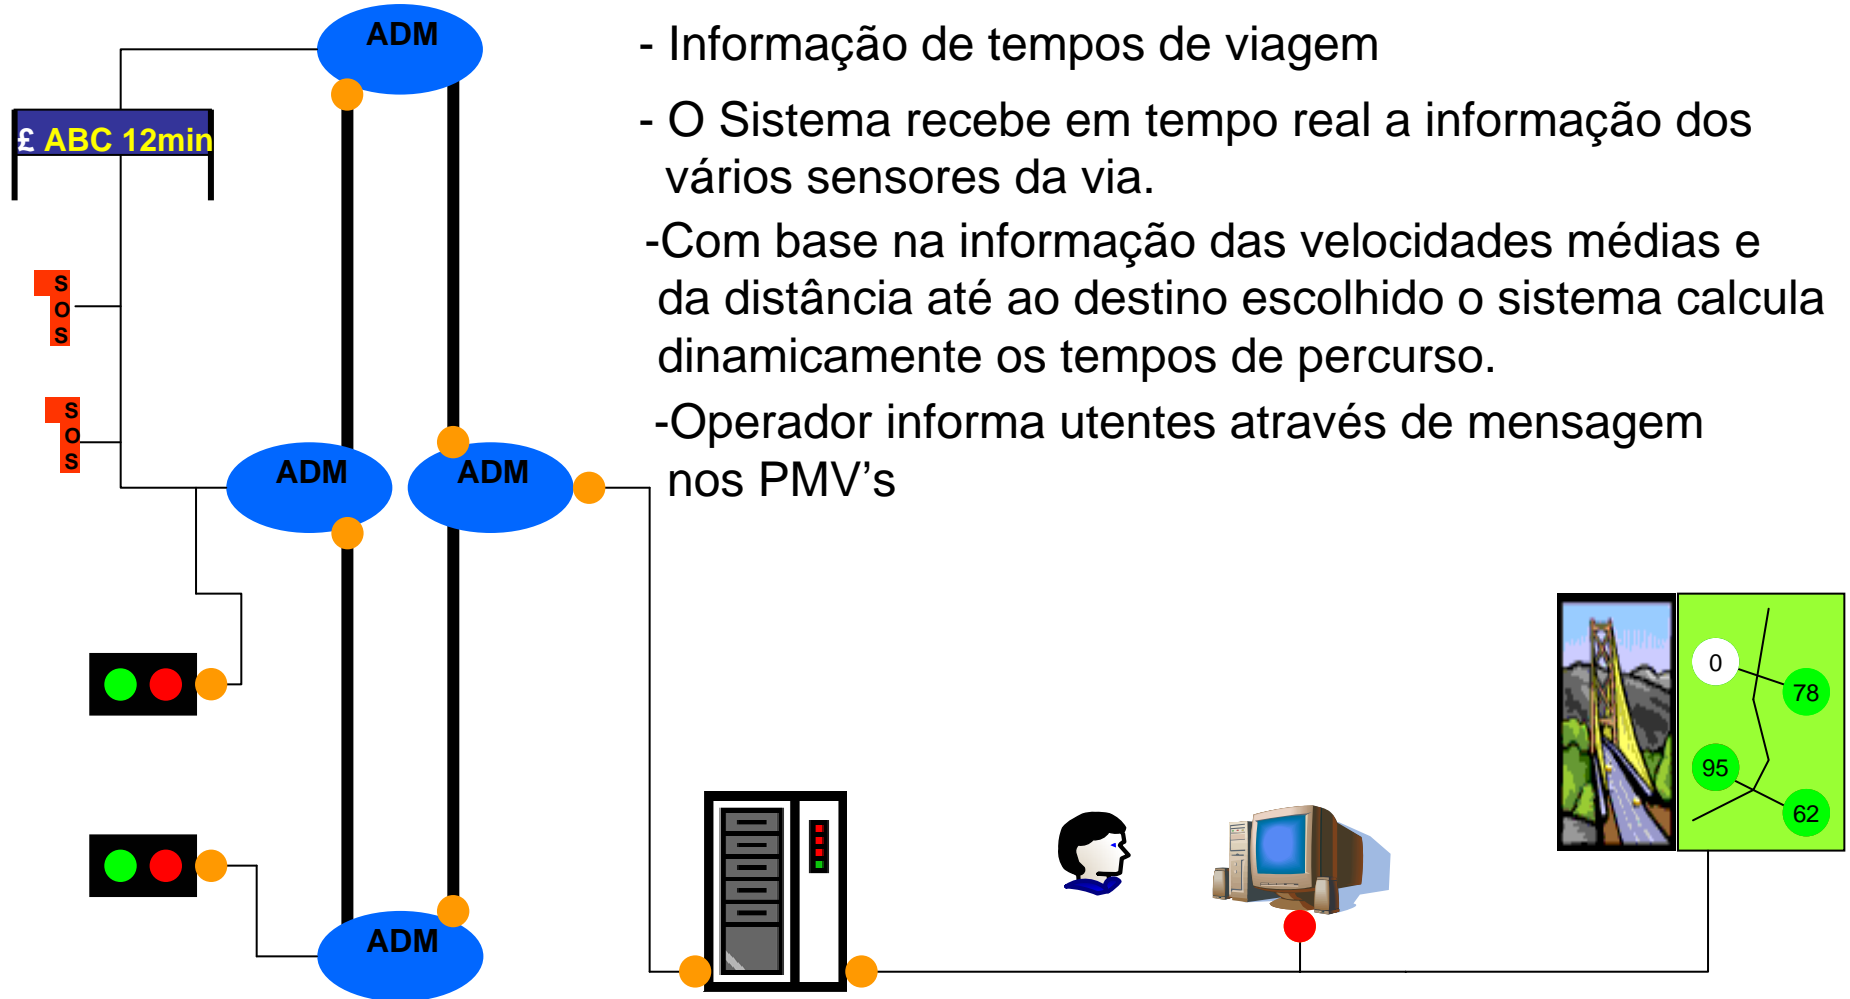 ADM
- Informação de tempos de viagem
- O Sistema recebe em tempo real a informação dos
vários sensores da via.
-Com base na informação das velocidades médias e
da distância até ao destino escolhido o sistema calcula
dinamicamente os tempos de percurso.
-Operador informa utentes através de mensagem
nos PMV's
£ ABC 12min
SOS
SOS
ADM
ADM
ADM
0
78
95
62